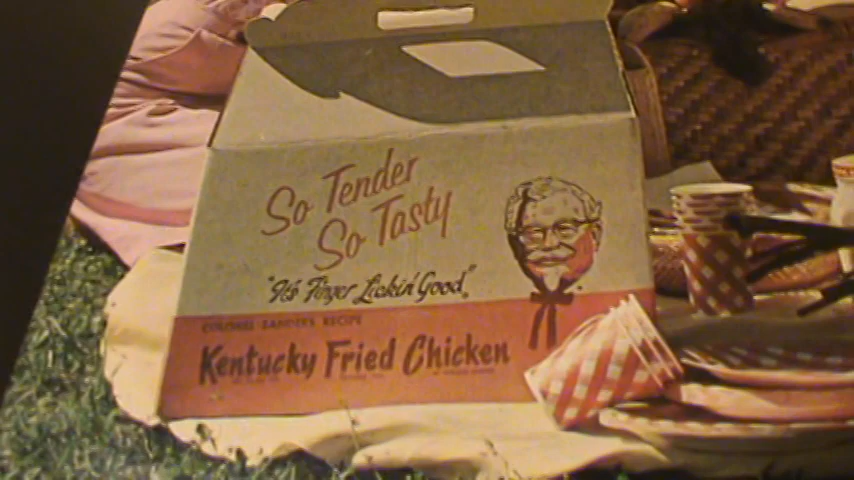 So Tender
So Tasty
"It's Finger Lickin' Good"
COLONEL SANDERS RECIPE
Kentucky Fried Chicken